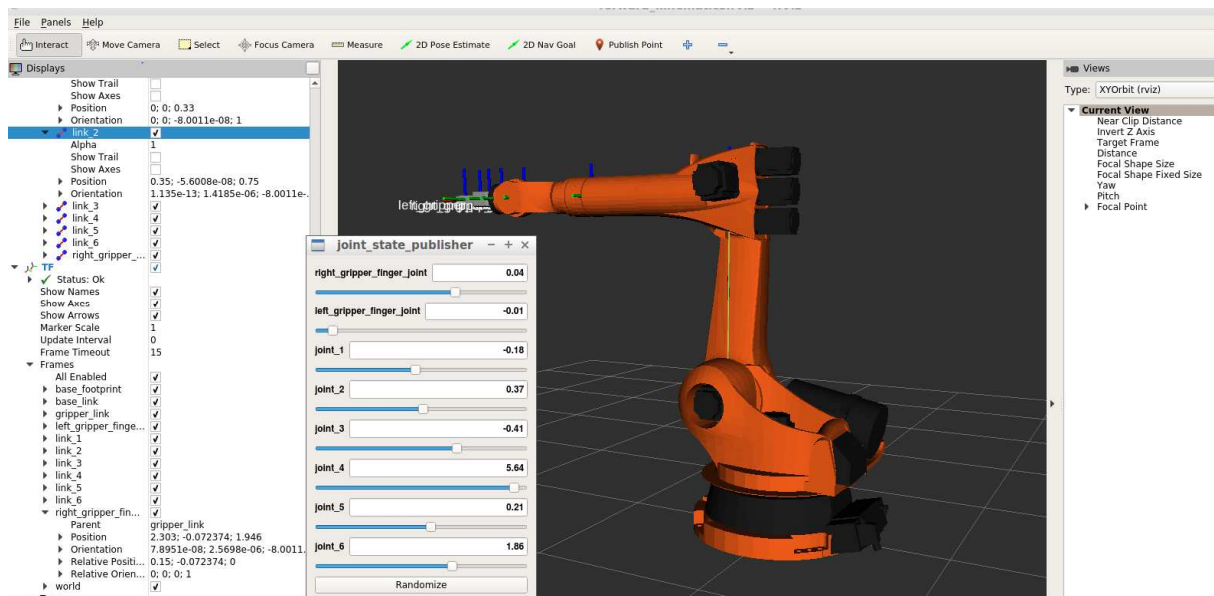 File Panels Help
Interact Move Camera Select Focus Camera Measure 2D Pose Estimate 2D Nav Goal Publish Point
Displays
Show Trail
Show Axes
Position 0; 0; 0.33
Orientation 0; 0; -8.0011e-08; 1
link_2
Alpha 1
Show Trail
Show Axes
Position 0.35; -5.6008e-08; 0.75
Orientation 1.135e-13; 1.4185e-06; -8.0011e-.
link_3
link_4
link_5
link_6
right_gripper_...
TF
Status: Ok
Show Names
Show Axes
Show Arrows
Marker Scale 1
Update Interval 0
Frame Timeout 15
Frames
All Enabled
base_footprint
base_link
gripper_link
left_gripper_finge...
link_1
link_2
link_3
link_4
link_5
link_6
right_gripper_fin...
Parent gripper_link
Position 2.303; -0.072374; 1.946
Orientation 7.8951e-08; 2.5698e-06; -8.0011.
Relative Positi... 0.15; -0.072374; 0
Relative Orien... 0; 0; 0; 1
world
joint_state_publisher
right_gripper_finger_joint 0.04
left_gripper_finger_joint -0.01
joint_1 -0.18
joint_2 0.37
joint_3 -0.41
joint_4 5.64
joint_5 0.21
joint_6 1.86
Randomize
Views
Type: XYOrbit (rviz)
Current View
Near Clip Distance
Invert Z Axis
Target Frame
Distance
Focal Shape Size
Focal Shape Fixed Size
Yaw
Pitch
Focal Point